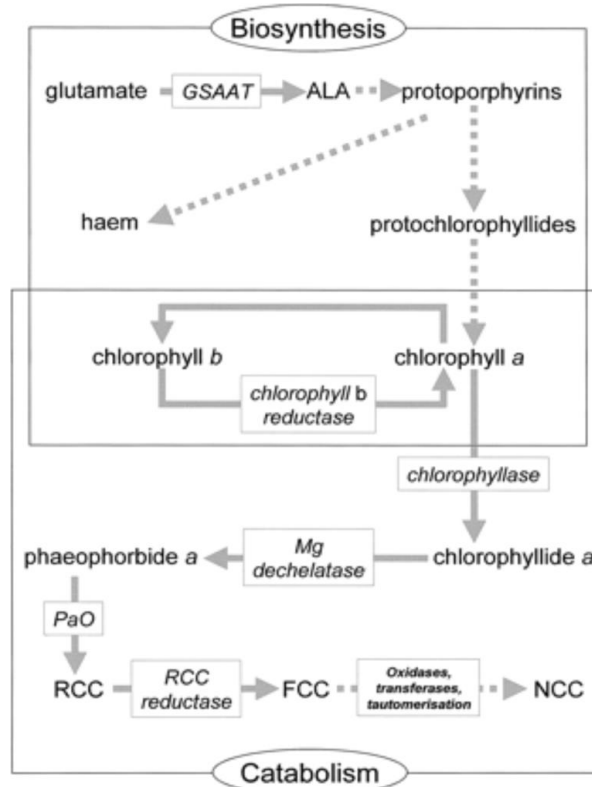 Biosynthesis
glutamate GSAAT ALA protoporphyrins
haem protochlorophyllides
chlorophyll b chlorophyll a
chlorophyll b
reductase
chlorophyllase
phaeophorbide a Mg
dechelatase chlorophyllide a
PaO
RCC RCC
reductase FCC Oxidases,
transferases,
tautomerisation NCC
Catabolism